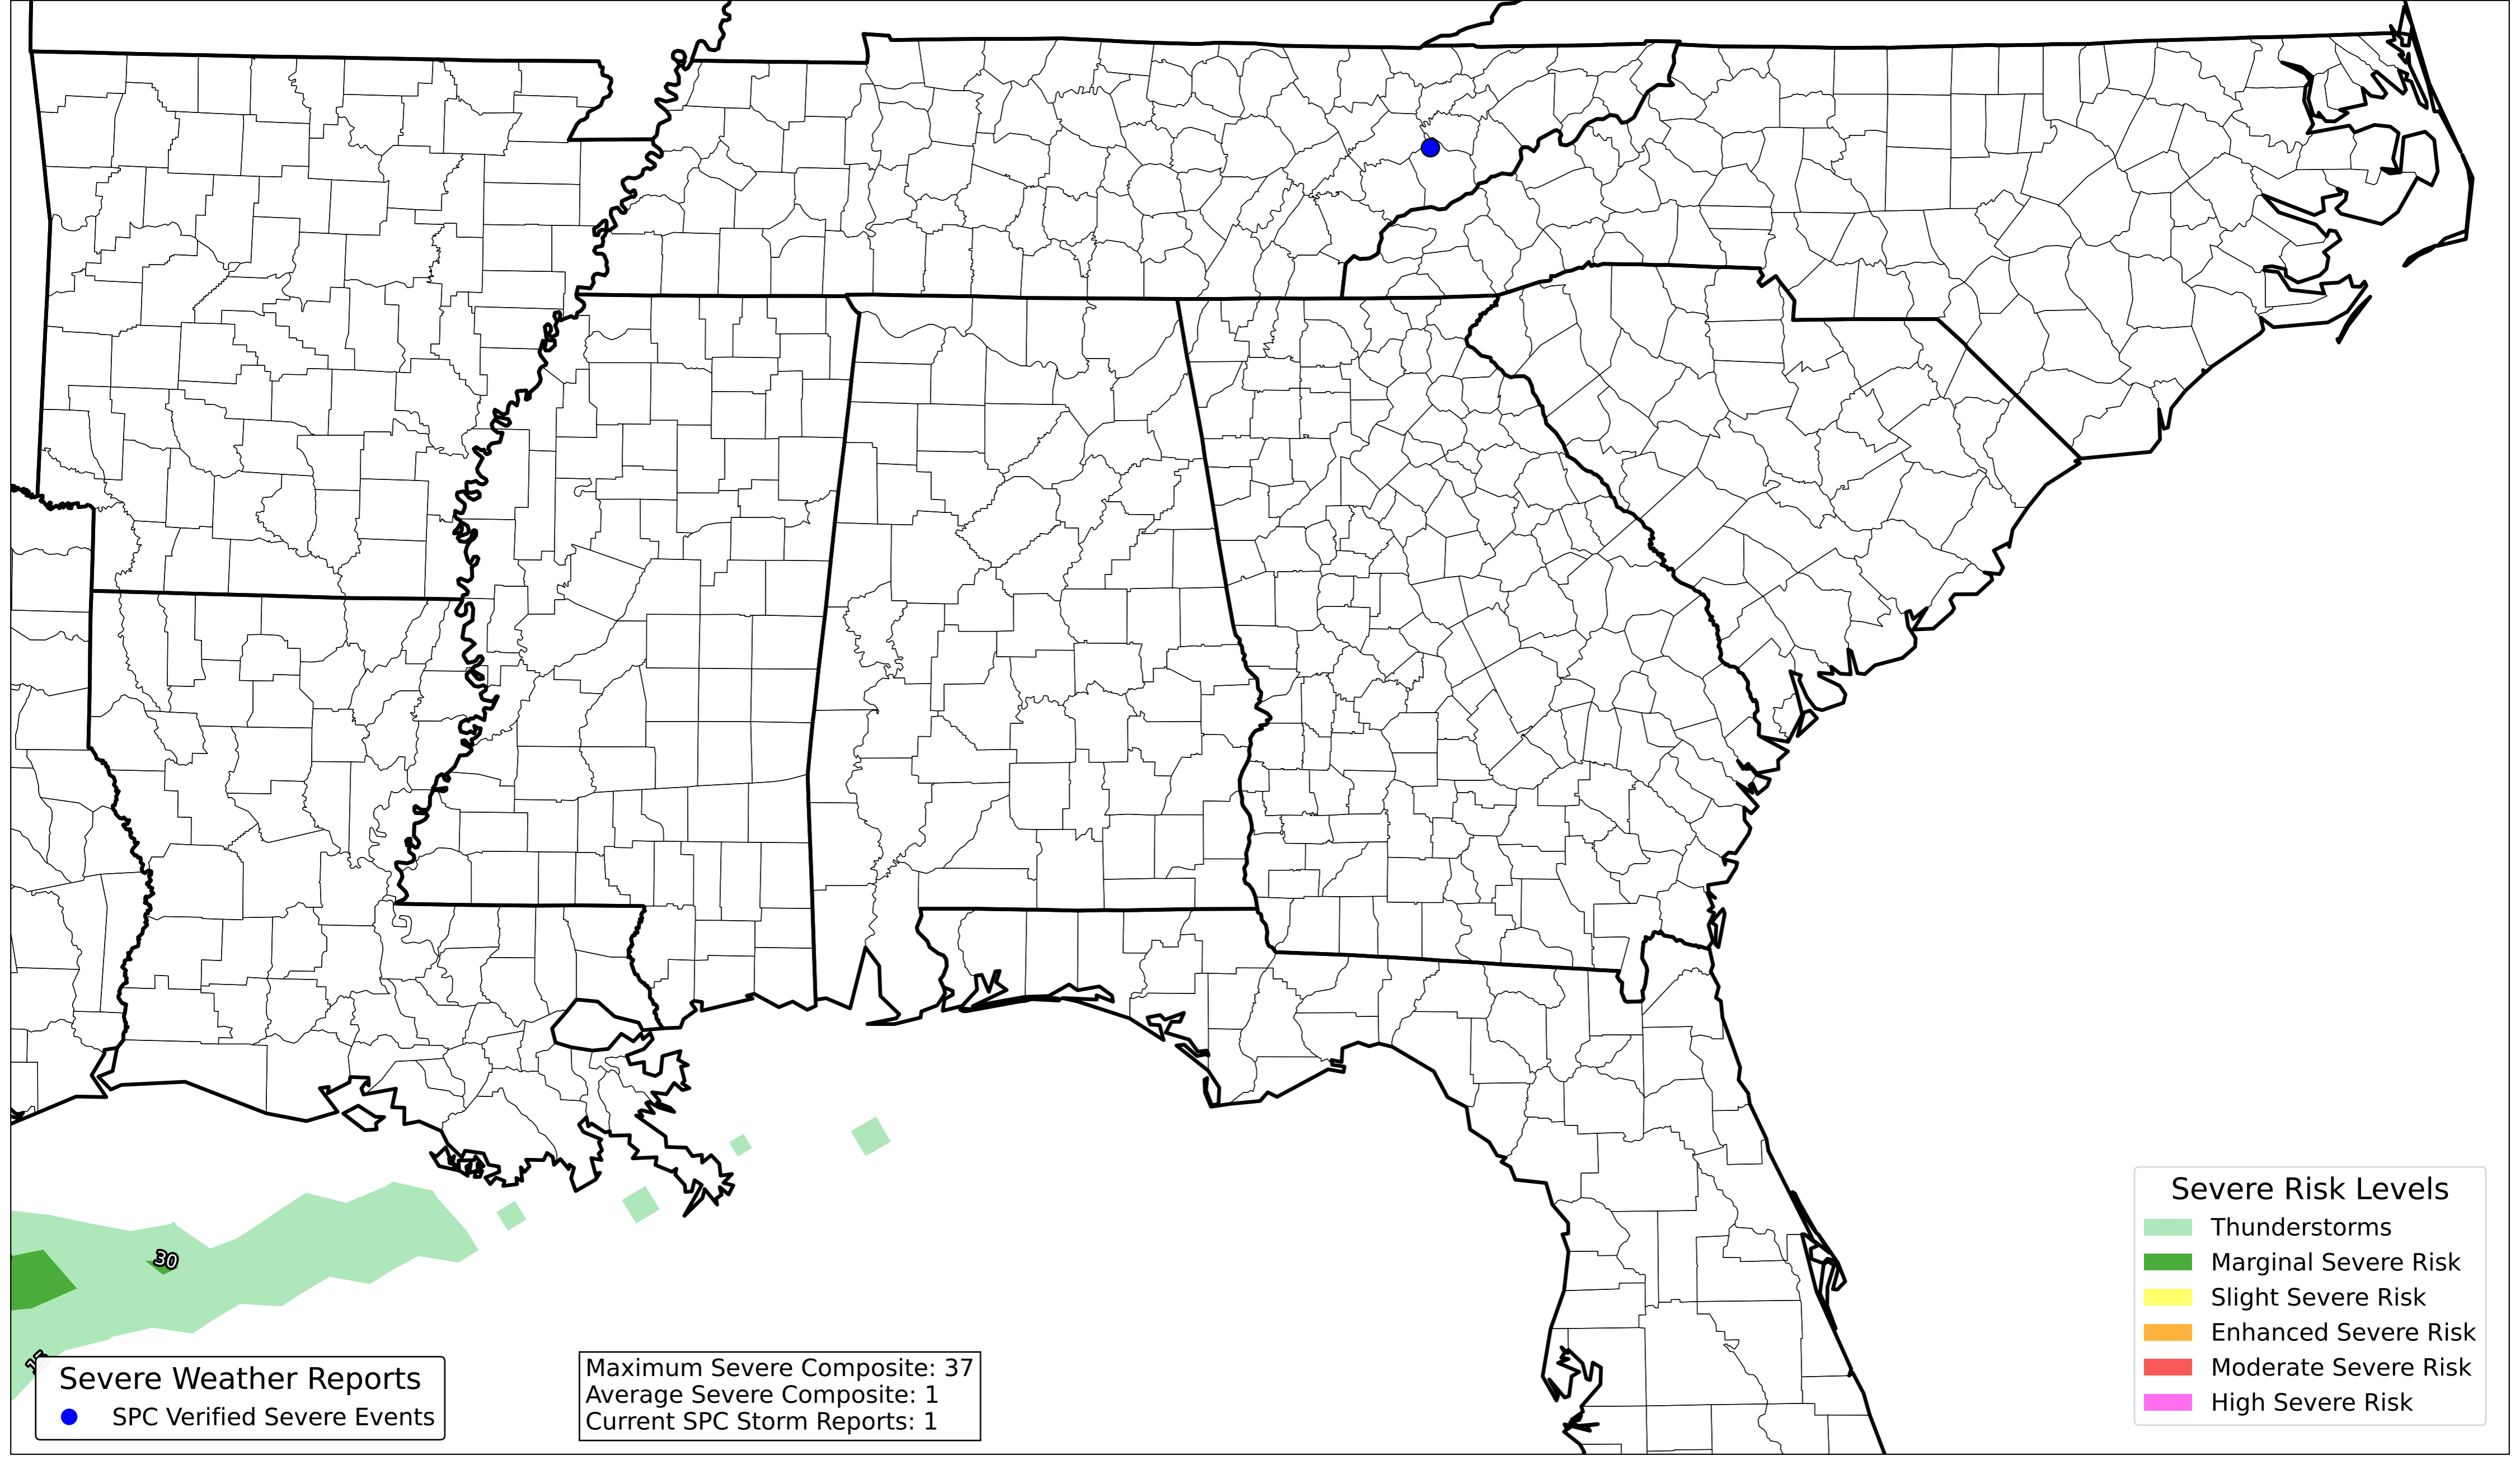 30
Severe Weather Reports
SPC Verified Severe Events
Maximum Severe Composite: 37
Average Severe Composite: 1
Current SPC Storm Reports: 1
Severe Risk Levels
Thunderstorms
Marginal Severe Risk
Slight Severe Risk
Enhanced Severe Risk
Moderate Severe Risk
High Severe Risk